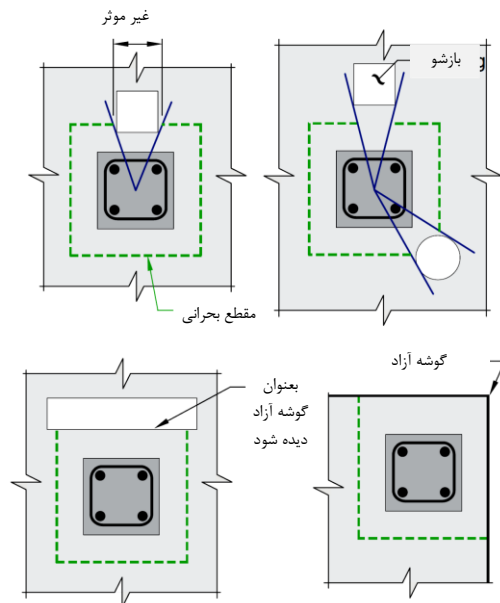 غیر موثر
بازشو
مقطع بحرانی
گوشه آزاد
بعنوان
گوشه آزاد
دیده شود